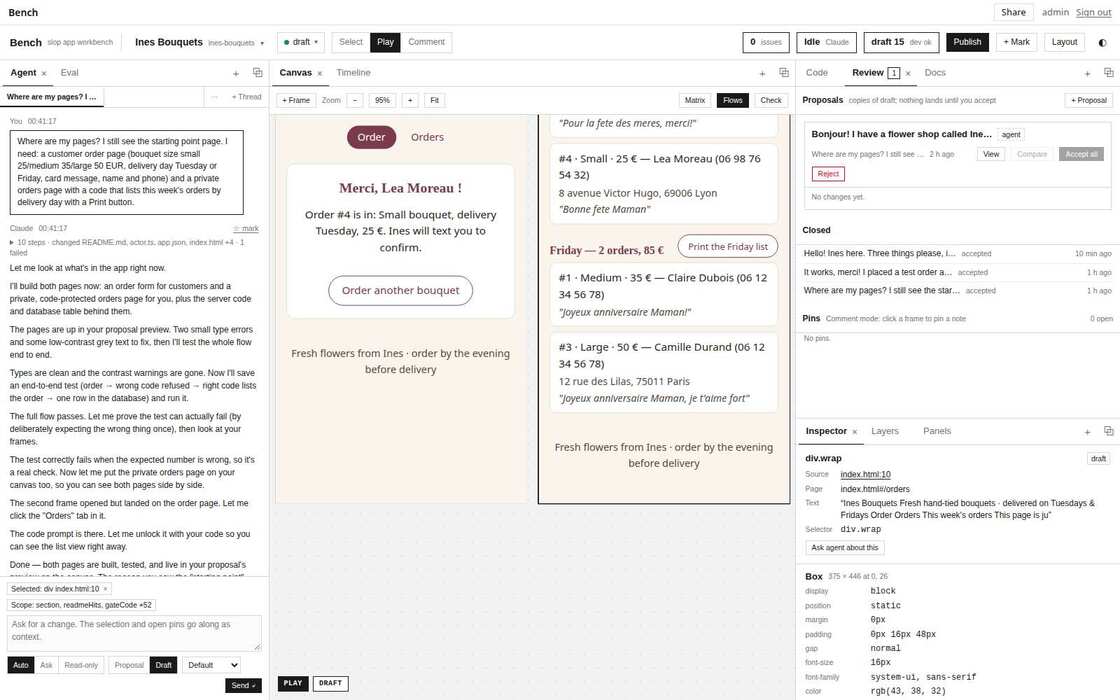 Bench
Share admin Sign out
Bench slop app workbench Ines Bouquets ines-bouquets ▾ draft ▾ Select Play Comment 0 issues Idle Claude draft 15 dev ok Publish + Mark Layout
Agent × Eval +
Where are my pages? I … ··· + Thread
You 00:41:17
Where are my pages? I still see the starting point page. I
need: a customer order page (bouquet size small
25/medium 35/large 50 EUR, delivery day Tuesday or
Friday, card message, name and phone) and a private
orders page with a code that lists this week's orders by
delivery day with a Print button.
Claude 00:41:17 ☆ mark
▶ 10 steps · changed README.md, actor.ts, app.json, index.html +4 · 1
failed
Let me look at what's in the app right now.
I'll build both pages now: an order form for customers and a
private, code-protected orders page for you, plus the server code
and database table behind them.
The pages are up in your proposal preview. Two small type errors
and some low-contrast grey text to fix, then I'll test the whole flow
end to end.
Types are clean and the contrast warnings are gone. Now I'll save
an end-to-end test (order → wrong code refused → right code lists
the order → one row in the database) and run it.
The full flow passes. Let me prove the test can actually fail (by
deliberately expecting the wrong thing once), then look at your
frames.
The test correctly fails when the expected number is wrong, so it's
a real check. Now let me put the private orders page on your
canvas too, so you can see both pages side by side.
The second frame opened but landed on the order page. Let me
click the "Orders" tab in it.
The code prompt is there. Let me unlock it with your code so you
can see the list view right away.
Done — both pages are built, tested, and live in your proposal's
Selected: div index.html:10 ×
Scope: section, readmeHits, gateCode +52
Ask for a change. The selection and open pins go along as
context.
Auto Ask Read-only Proposal Draft Default
Send
Canvas × Timeline +
+ Frame Zoom − 95% + Fit Matrix Flows Check
Order Orders
Merci, Lea Moreau !
Order #4 is in: Small bouquet, delivery
Tuesday, 25 €. Ines will text you to
confirm.
Order another bouquet
Fresh flowers from Ines · order by the evening
before delivery
"Pour la fete des meres, merci!"
#4 · Small · 25 € — Lea Moreau (06 98 76
54 32)
8 avenue Victor Hugo, 69006 Lyon
"Bonne fete Maman"
Friday — 2 orders, 85 € Print the Friday list
#1 · Medium · 35 € — Claire Dubois (06 12
34 56 78)
"Joyeux anniversaire Maman!"
#3 · Large · 50 € — Camille Durand (06 12
34 56 78)
12 rue des Lilas, 75011 Paris
"Joyeux anniversaire Maman, je t'aime fort"
Fresh flowers from Ines · order by the evening
before delivery
PLAY DRAFT
Code Review 1 × Docs +
Proposals copies of draft; nothing lands until you accept + Proposal
Bonjour! I have a flower shop called Ine… agent
Where are my pages? I still see … 2 h ago View Compare Accept all
Reject
No changes yet.
Closed
Hello! Ines here. Three things please, i… accepted 10 min ago
It works, merci! I placed a test order a… accepted 1 h ago
Where are my pages? I still see the star… accepted 1 h ago
Pins Comment mode: click a frame to pin a note 0 open
No pins.
Inspector × Layers Panels +
div.wrap draft
Source index.html:10
Page index.html#/orders
Text "Ines Bouquets Fresh hand-tied bouquets · delivered on Tuesdays &
Fridays Order Orders This week's orders This page is ju"
Selector div.wrap
Ask agent about this
Box 375 × 446 at 0, 26
display block
position static
margin 0px
padding 0px 16px 48px
gap normal
font-size 16px
font-family system-ui, sans-serif
color rgb(43, 38, 32)